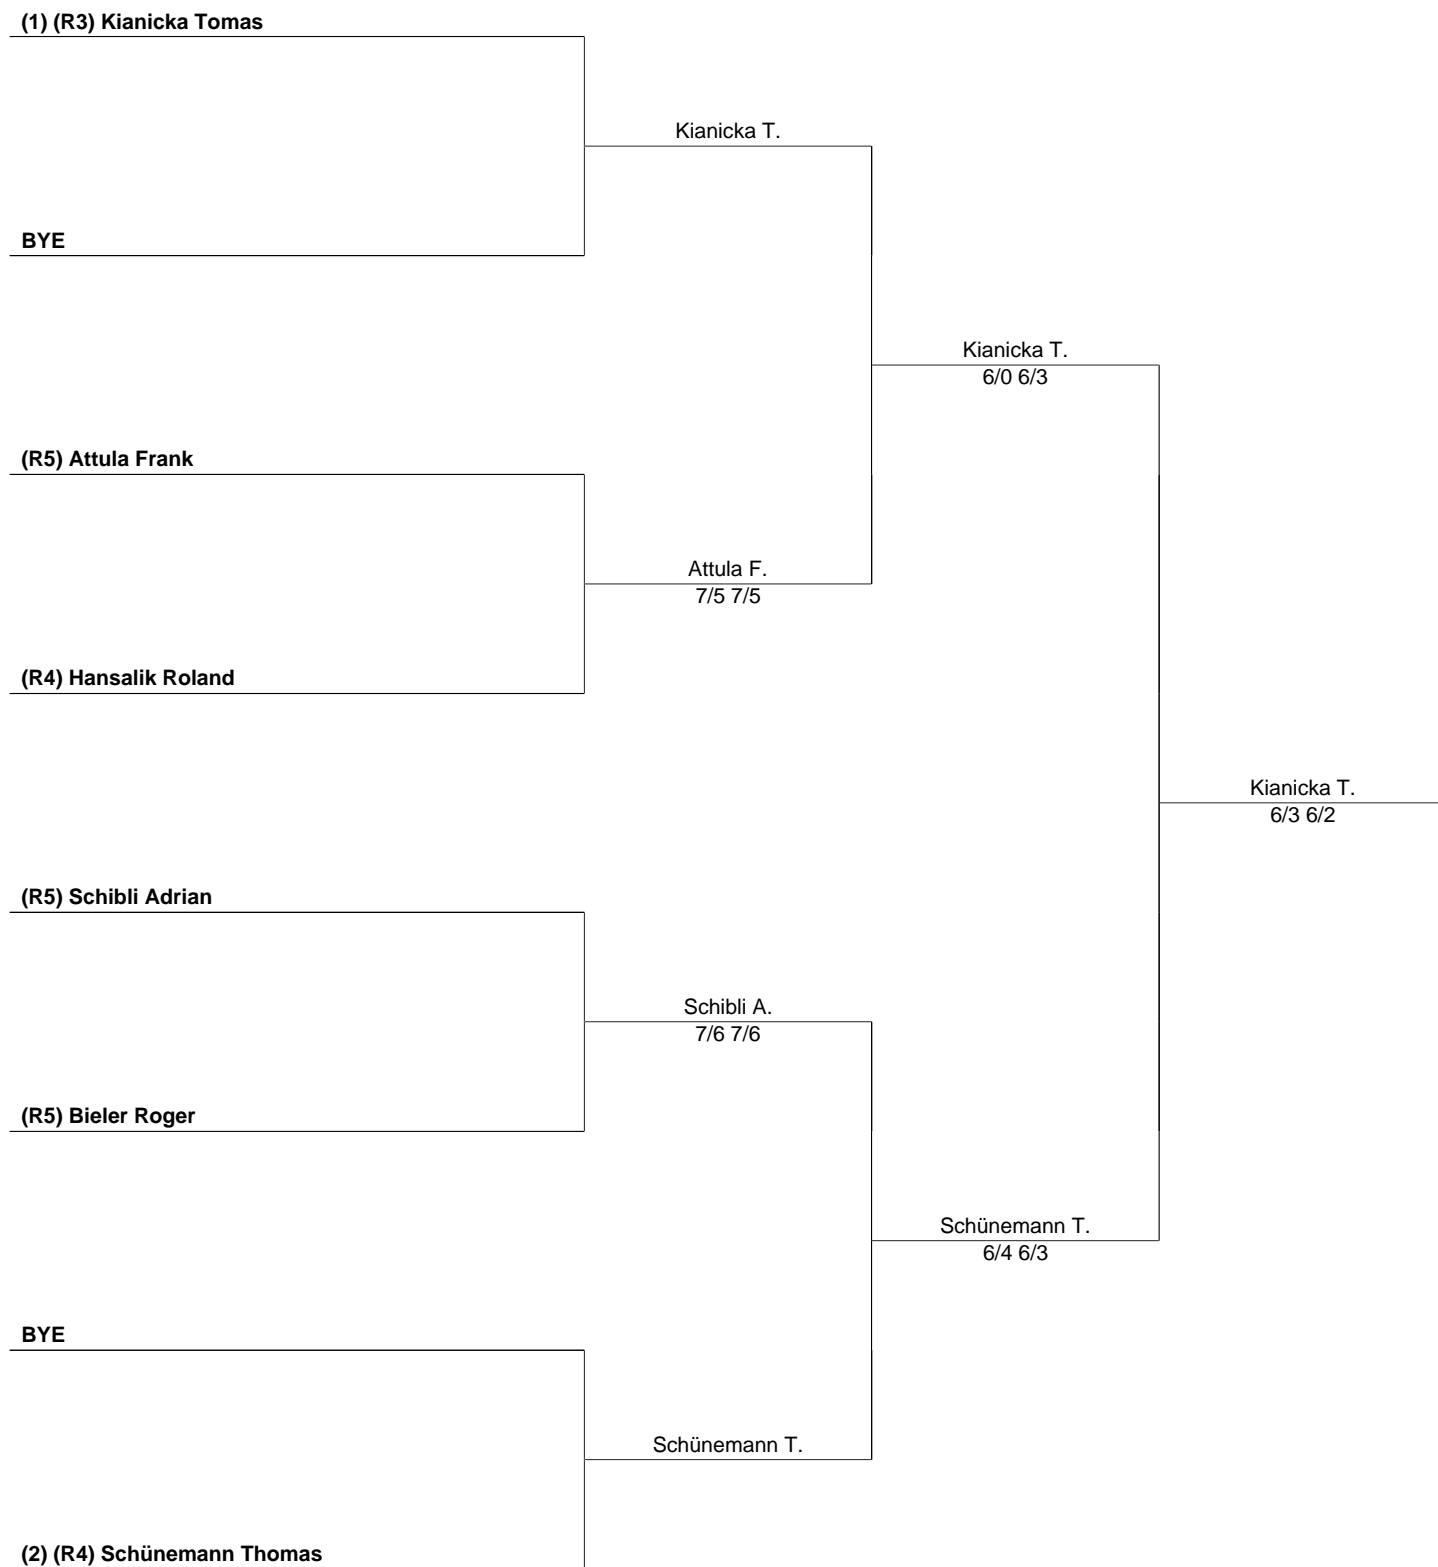 (1) (R3) Kianicka Tomas
Kianicka T.
BYE
Kianicka T.
6/0 6/3
(R5) Attula Frank
Attula F.
7/5 7/5
(R4) Hansalik Roland
Kianicka T.
6/3 6/2
(R5) Schibli Adrian
Schibli A.
7/6 7/6
(R5) Bieler Roger
Schünemann T.
6/4 6/3
BYE
Schünemann T.
(2) (R4) Schünemann Thomas